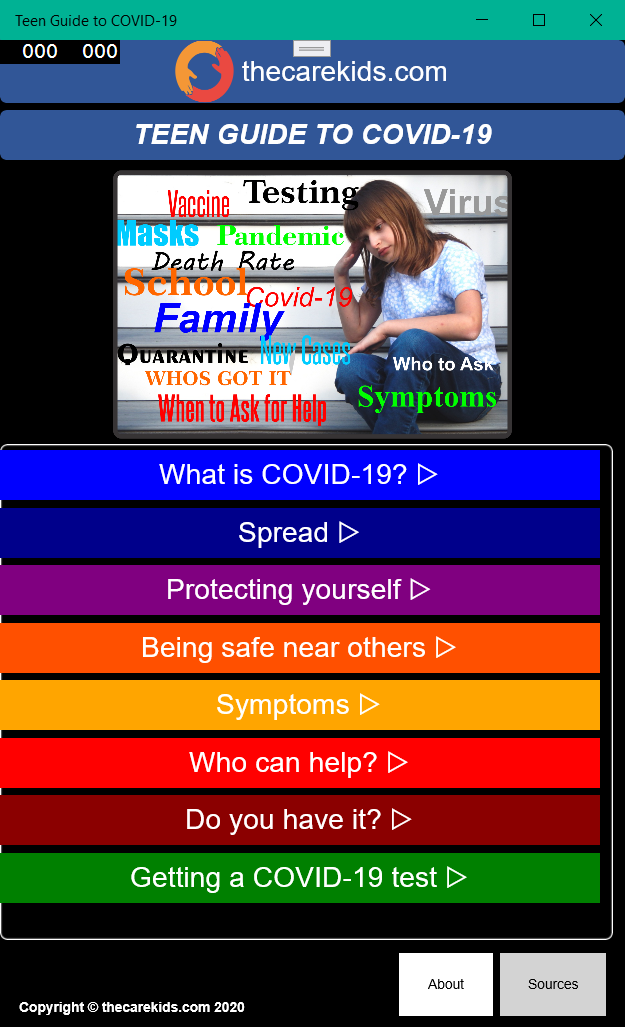 Teen Guide to COVID-19
000 000
thecarekids.com
TEEN GUIDE TO COVID-19
Testing
Vaccine
Virus
Masks
Pandemic
Death Rate
School
Covid-19
Family
QUARANTINE
New Cases
Who to Ask
WHOS GOT IT
Symptoms
When to Ask for Help
What is COVID-19? ▷
Spread ▷
Protecting yourself ▷
Being safe near others ▷
Symptoms ▷
Who can help? ▷
Do you have it? ▷
Getting a COVID-19 test ▷
About
Sources
Copyright © thecarekids.com 2020